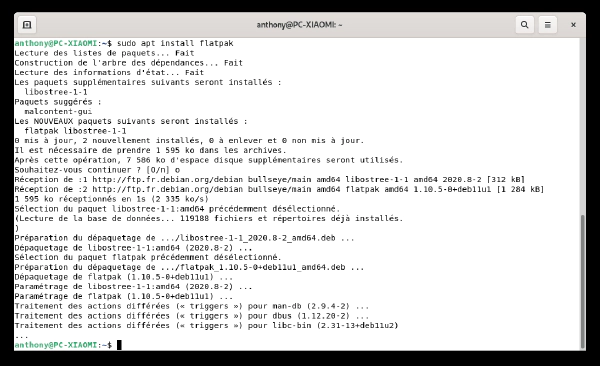 anthony@PC-XIAOMI: ~
anthony@PC-XIAOMI:~$ sudo apt install flatpak
Lecture des listes de paquets... Fait
Construction de l'arbre des dépendances... Fait
Lecture des informations d'état... Fait
Les paquets supplémentaires suivants seront installés :
  libostree-1-1
Paquets suggérés :
  malcontent-gui
Les NOUVEAUX paquets suivants seront installés :
  flatpak libostree-1-1
0 mis à jour, 2 nouvellement installés, 0 à enlever et 0 non mis à jour.
Il est nécessaire de prendre 1 595 ko dans les archives.
Après cette opération, 7 586 ko d'espace disque supplémentaires seront utilisés.
Souhaitez-vous continuer ? [O/n] o
Réception de :1 http://ftp.fr.debian.org/debian bullseye/main amd64 libostree-1-1 amd64 2020.8-2 [312 kB]
Réception de :2 http://ftp.fr.debian.org/debian bullseye/main amd64 flatpak amd64 1.10.5-0+deb11u1 [1 284 kB]
1 595 ko réceptionnés en 1s (2 335 ko/s)
Sélection du paquet libostree-1-1:amd64 précédemment désélectionné.
(Lecture de la base de données... 119188 fichiers et répertoires déjà installés.
)
Préparation du dépaquetage de .../libostree-1-1_2020.8-2_amd64.deb ...
Dépaquetage de libostree-1-1:amd64 (2020.8-2) ...
Sélection du paquet flatpak précédemment désélectionné.
Préparation du dépaquetage de .../flatpak_1.10.5-0+deb11u1_amd64.deb ...
Dépaquetage de flatpak (1.10.5-0+deb11u1) ...
Paramétrage de libostree-1-1:amd64 (2020.8-2) ...
Paramétrage de flatpak (1.10.5-0+deb11u1) ...
Traitement des actions différées (« triggers ») pour man-db (2.9.4-2) ...
Traitement des actions différées (« triggers ») pour dbus (1.12.20-2) ...
Traitement des actions différées (« triggers ») pour libc-bin (2.31-13+deb11u2)
...
anthony@PC-XIAOMI:~$